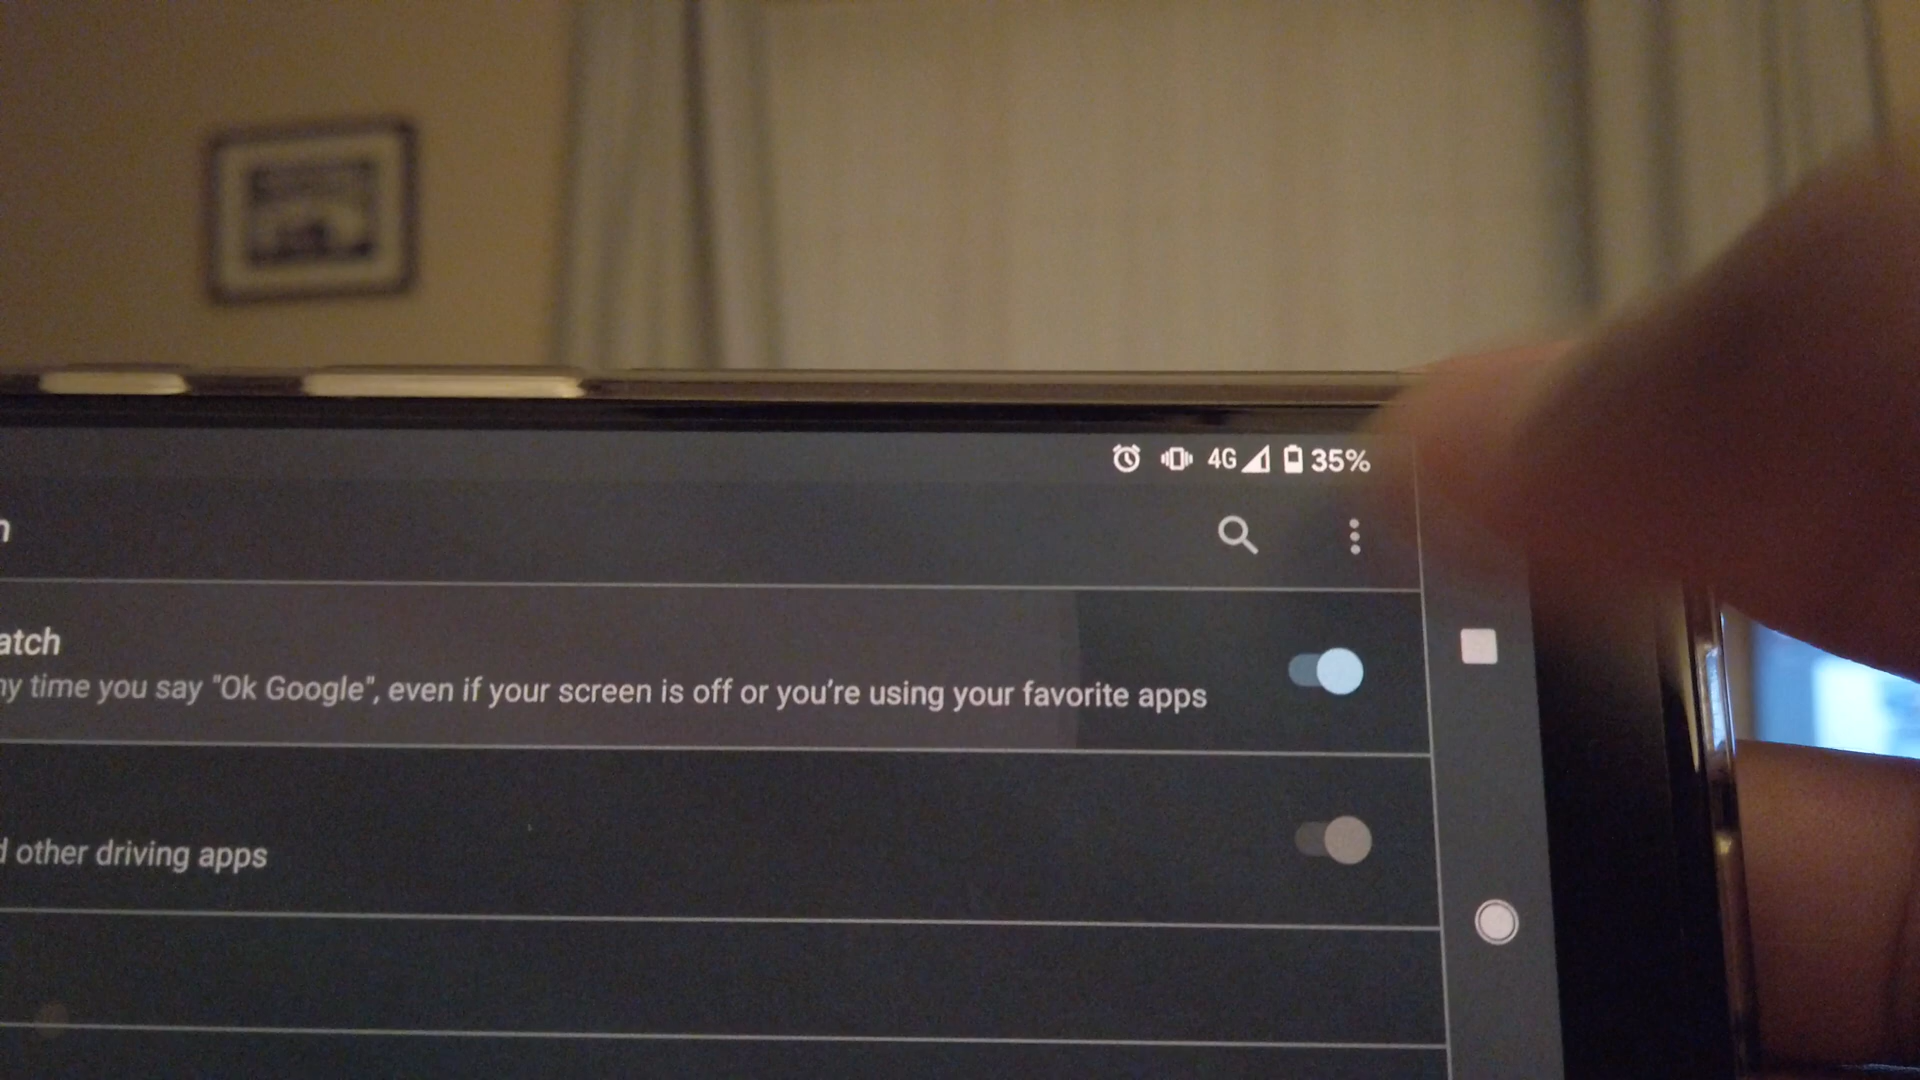 4G 35%
atch
ny time you say "Ok Google", even if your screen is off or you're using your favorite apps
d other driving apps